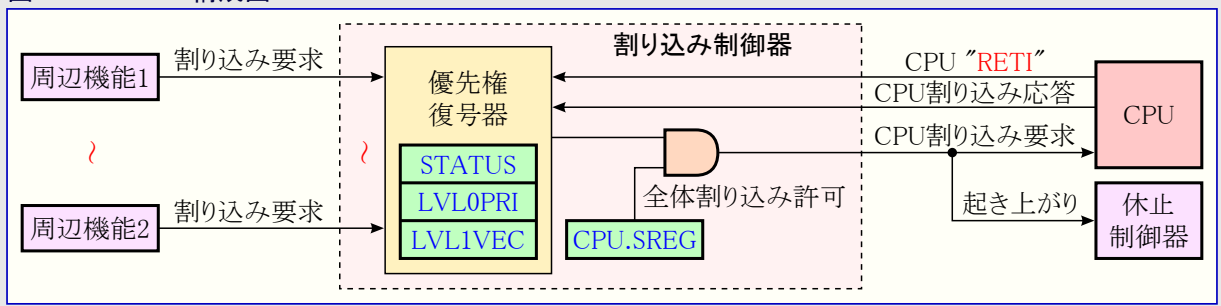 割り込み制御器
周辺機能1
割り込み要求
優先権
復号器
CPU "RETI"
CPU割り込み応答
CPU
CPU割り込み要求
STATUS
LVL0PRI
LVL1VEC
全体割り込み許可
CPU.SREG
周辺機能2
割り込み要求
起き上がり
休止
制御器